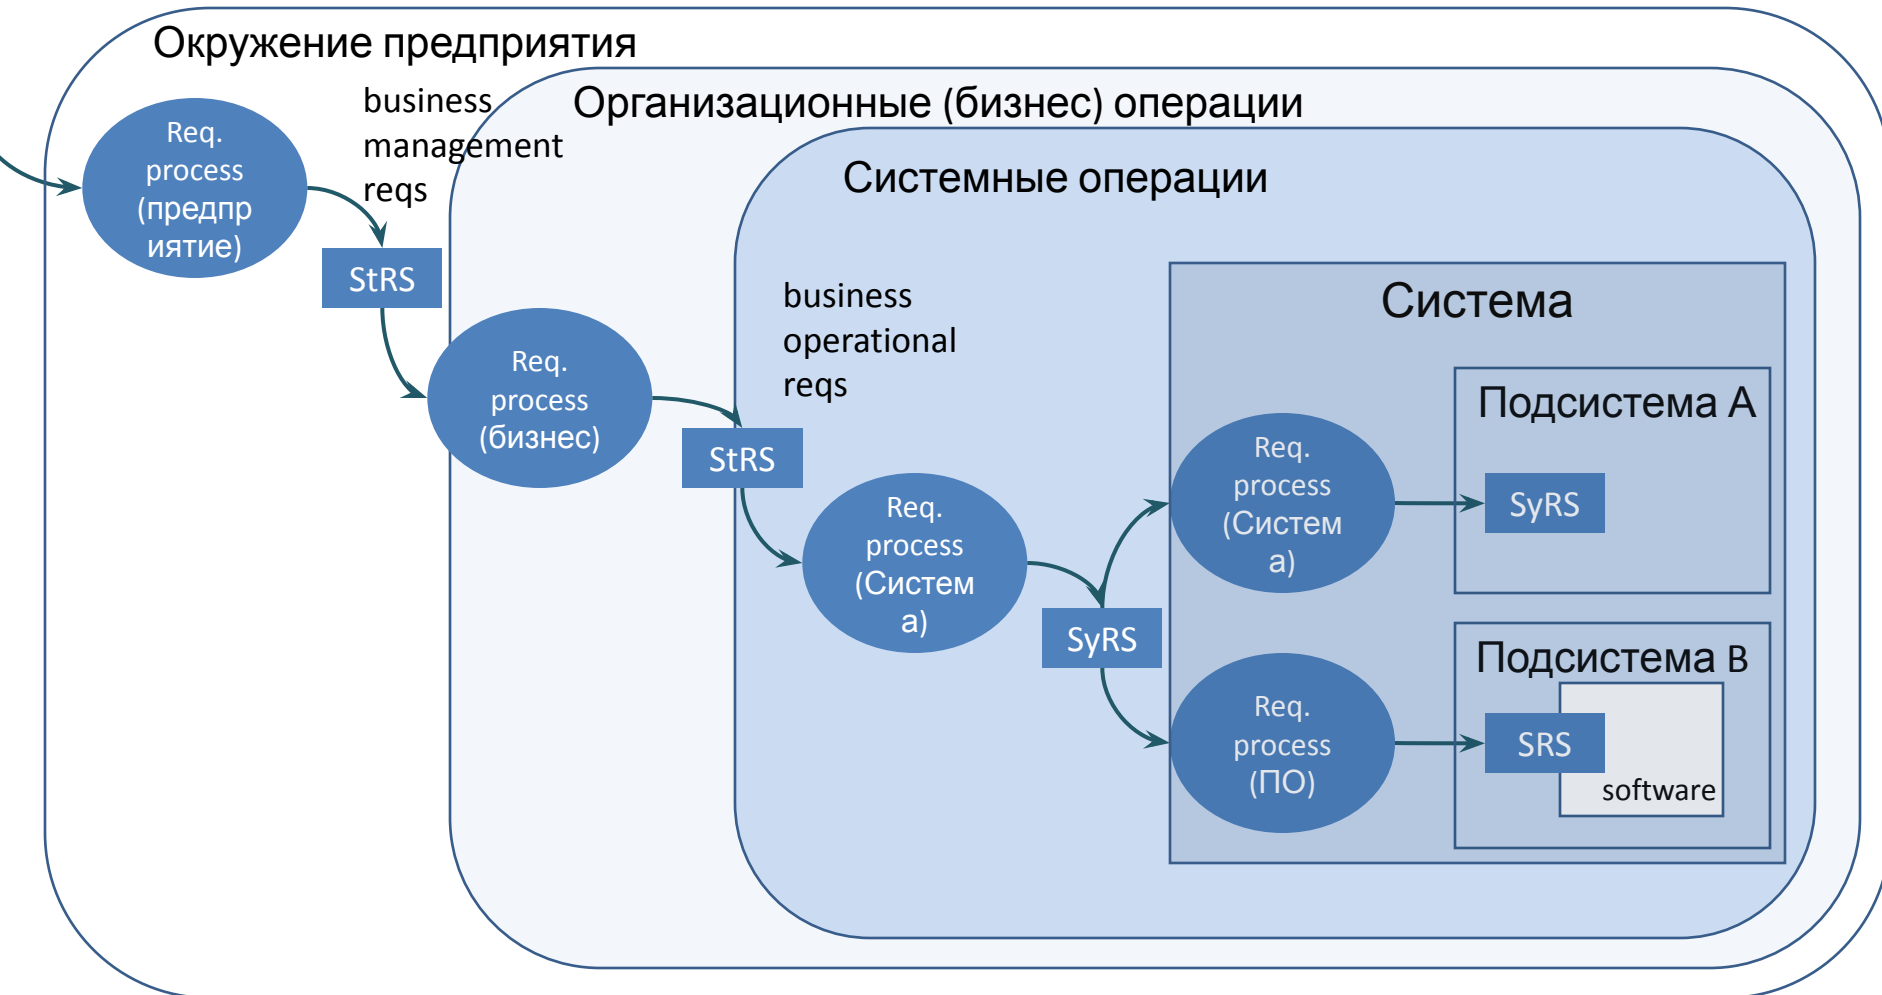 Окружение предприятия
business
management
reqs
Организационные (бизнес) операции
Системные операции
Req.
process
(предпр
иятие)
StRS
Req.
process
(бизнес)
StRS
business
operational
reqs
Req.
process
(Систем
а)
SyRS
Система
Req.
process
(Систем
а)
Подсистема А
SyRS
Req.
process
(ПО)
Подсистема B
SRS
software